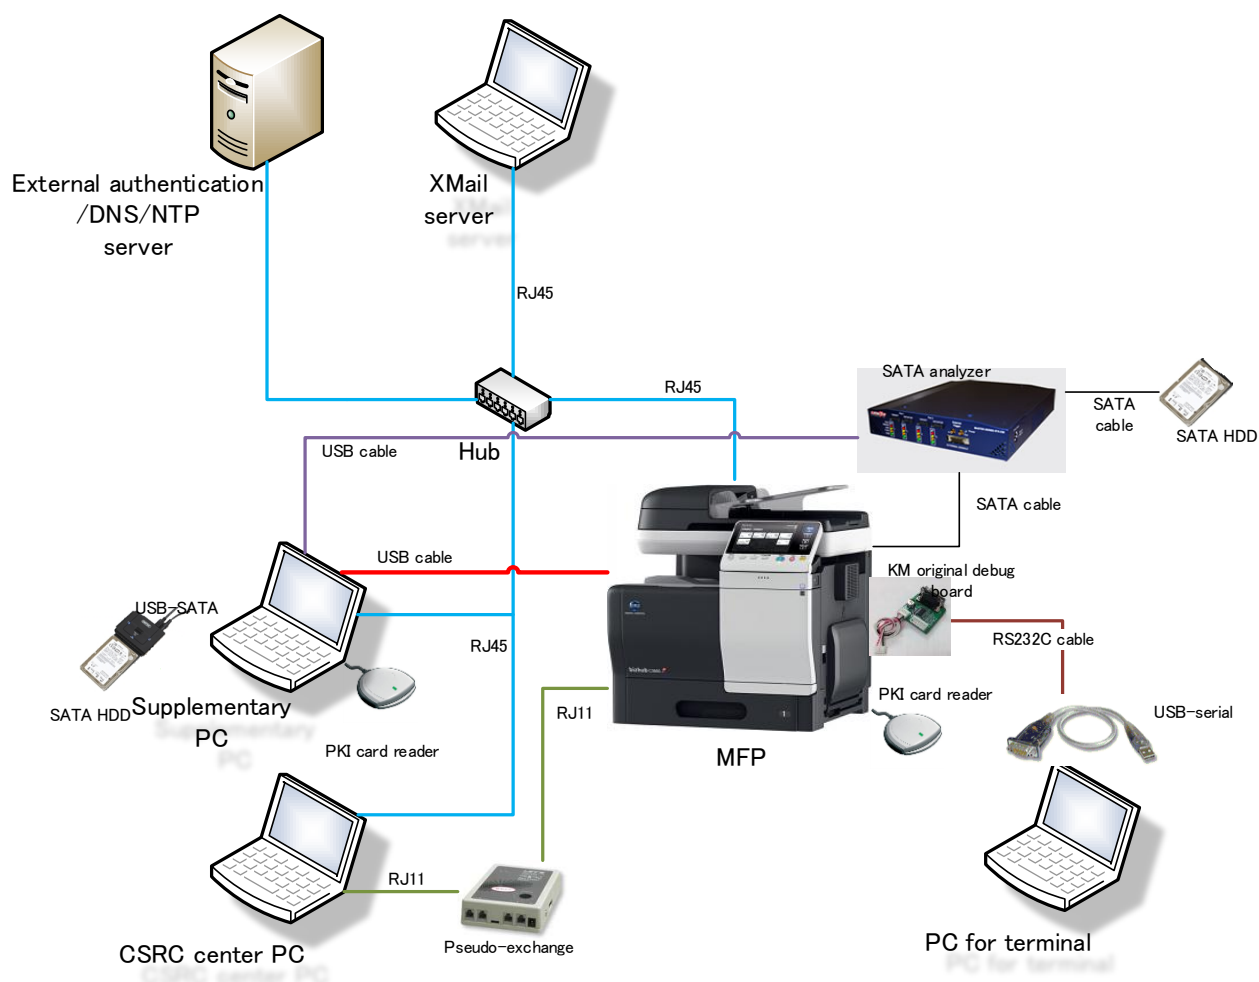 External authentication
/DNS/NTP
server
XMail
server
RJ45
RJ45
SATA analyzer
SATA
cable
SATA HDD
USB cable
Hub
SATA cable
USB cable
KM original debug
board
USB-SATA
RJ45
RS232C cable
SATA HDD
Supplementary
PC
PKI card reader
RJ11
PKI card reader
USB-serial
MFP
bizhub
RJ11
Pseudo-exchange
CSRC center PC
PC for terminal